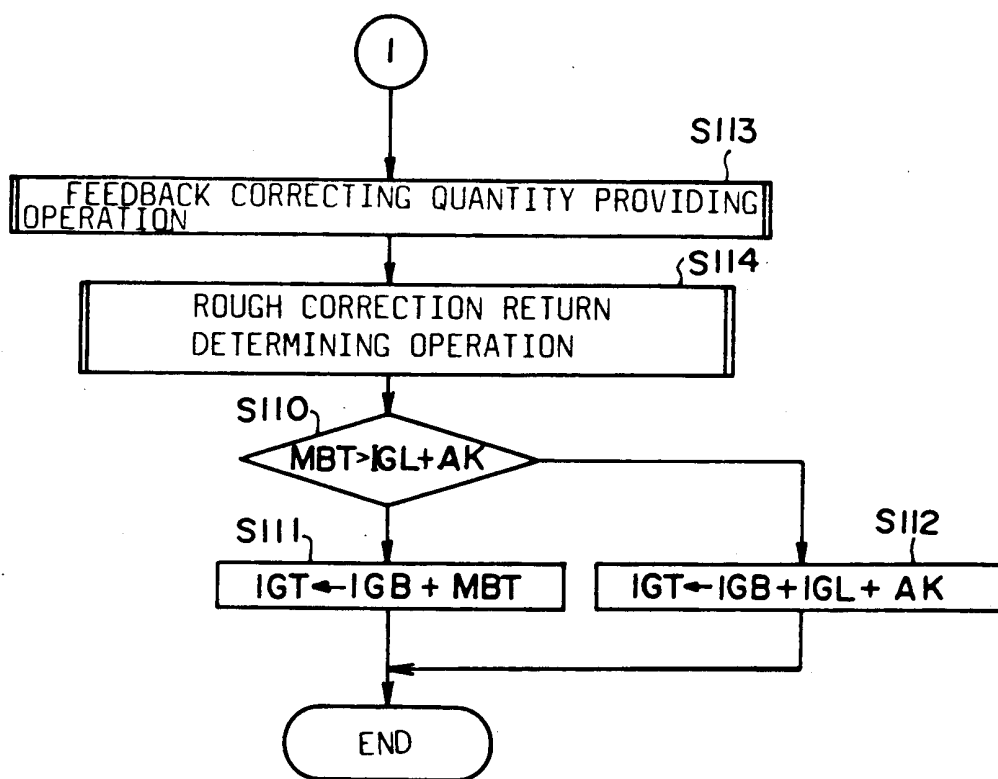 1
S113
FEEDBACK CORRECTING QUANTITY PROVIDING
OPERATION
S114
ROUGH CORRECTION RETURN
DETERMINING OPERATION
S110
MBT>IGL+AK
S111
IGT←IGB + MBT
S112
IGT←IGB+IGL+ AK
END